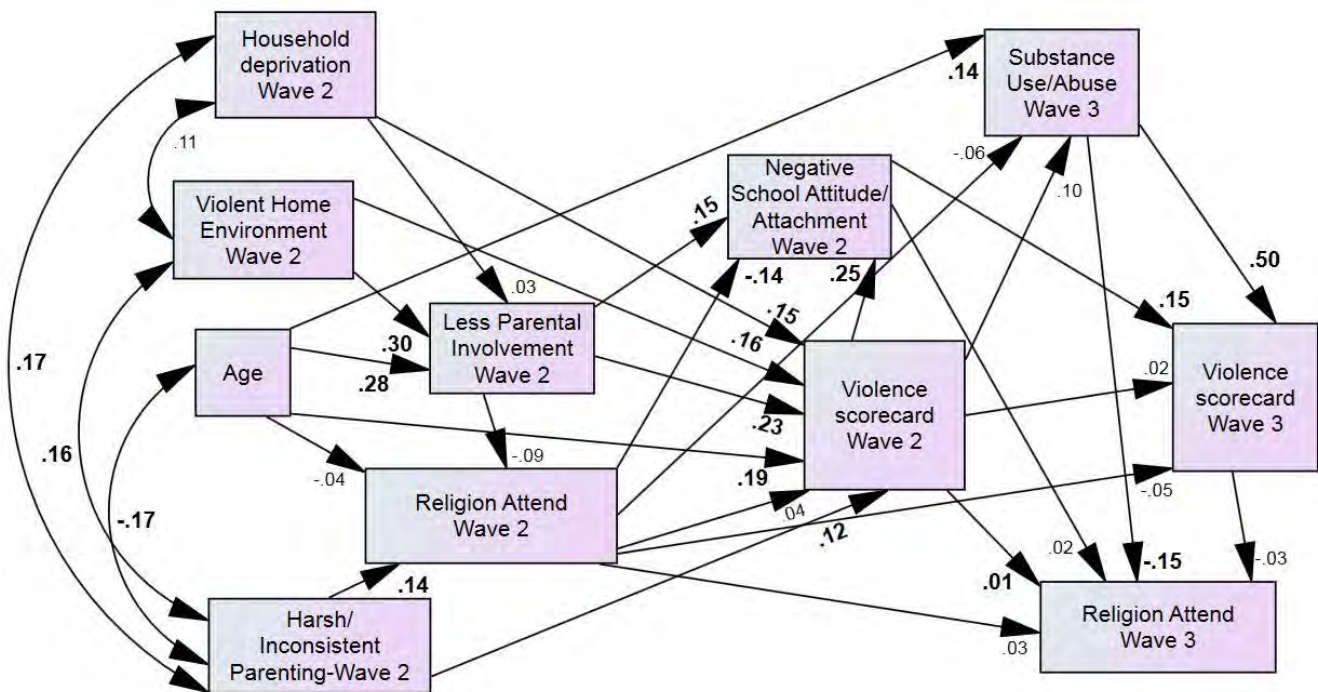 Household
deprivation
Wave 2
Substance
Use/Abuse
Wave 3
.14
.11
-.06
.10
Negative
School Attitude/
Attachment
Wave 2
Violent Home
Environment
Wave 2
.15
-.14
.25
.50
.03
.15
.15
.16
Less Parental
Involvement
Wave 2
.30
.28
Age
.17
Violence
scorecard
Wave 2
.02
Violence
scorecard
Wave 3
.23
.16
-.04
-.09
.19
Religion Attend
Wave 2
.04
.12
-.05
-.17
.14
.01
.02
-.15
-.03
Harsh/
Inconsistent
Parenting-Wave 2
.03
Religion Attend
Wave 3